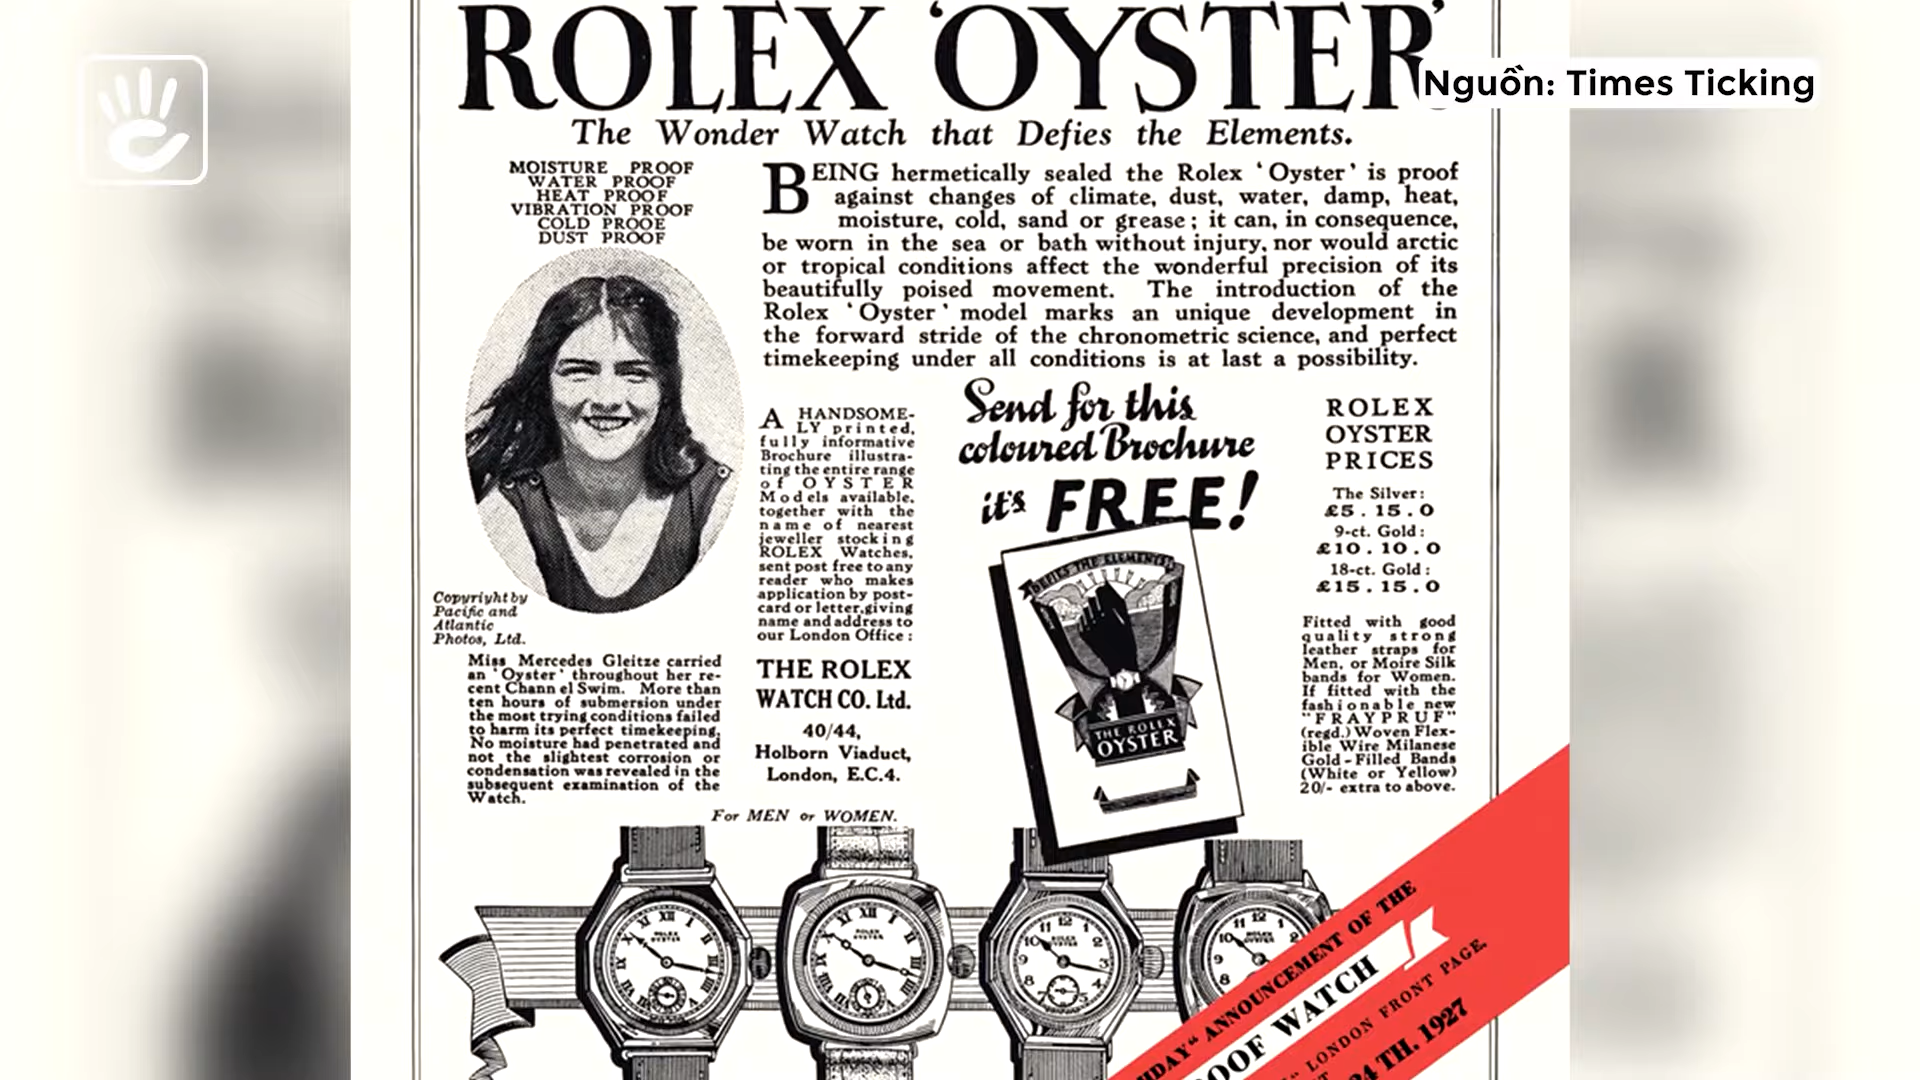 ROLEX 'OYSTER'
Nguồn: Times Ticking
The Wonder Watch that Defies the Elements.
MOISTURE PROOF
WATER PROOF
HEAT PROOF
VIBRATION PROOF
COLD PROOF
DUST PROOF
BEING hermetically sealed the Rolex 'Oyster' is proof
against changes of climate, dust, water, damp, heat,
moisture, cold, sand or grease; it can, in consequence,
be worn in the sea or bath without injury, nor would arctic
or tropical conditions affect the wonderful precision of its
beautifully poised movement. The introduction of the
Rolex 'Oyster' model marks an unique development in
the forward stride of the chronometric science, and perfect
timekeeping under all conditions is at last a possibility.
Copyright by
Pacific and
Atlantic
Photos, Ltd.
Miss Mercedes Gleitze carried
an 'Oyster' throughout her re-
cent Chann el Swim. More than
ten hours of submersion under
the most trying conditions failed
to harm its perfect timekeeping.
No moisture had penetrated and
not the slightest corrosion or
condensation was revealed in the
subsequent examination of the
Watch.
A HANDSOME-
LY printed,
fully informative
Brochure illustra-
ting the entire range
of OYSTER
Models available,
together with the
name of nearest
jeweller stocking
ROLEX Watches,
sent post free to any
reader who makes
application by post-
card or letter, giving
name and address to
our London Office:
THE ROLEX
WATCH CO. Ltd.
40/44,
Holborn Viaduct,
London, E.C.4.
Send for this
coloured Brochure
it's FREE!
DEFIES THE ELEMENTS
THE ROLEX
OYSTER
ROLEX
OYSTER
PRICES
The Silver:
£5.15.0
9-ct. Gold:
£10.10.0
18-ct. Gold:
£15.15.0
Fitted with good
quality strong
leather straps for
Men, or Moire Silk
bands for Women.
If fitted with the
fashionable new
"FRAYPRUF"
(regd.) Woven Flex-
ible Wire Milanese
Gold-Filled Bands
(White or Yellow)
20/- extra to above.
For MEN or WOMEN.
ROLEX
OYSTER
ROLEX
OYSTER
ROLEX
OYSTER
ROLEX
OYSTER
ANNOUNCEMENT OF THE
WATCH
LONDON FRONT PAGE.
24 TH. 1927